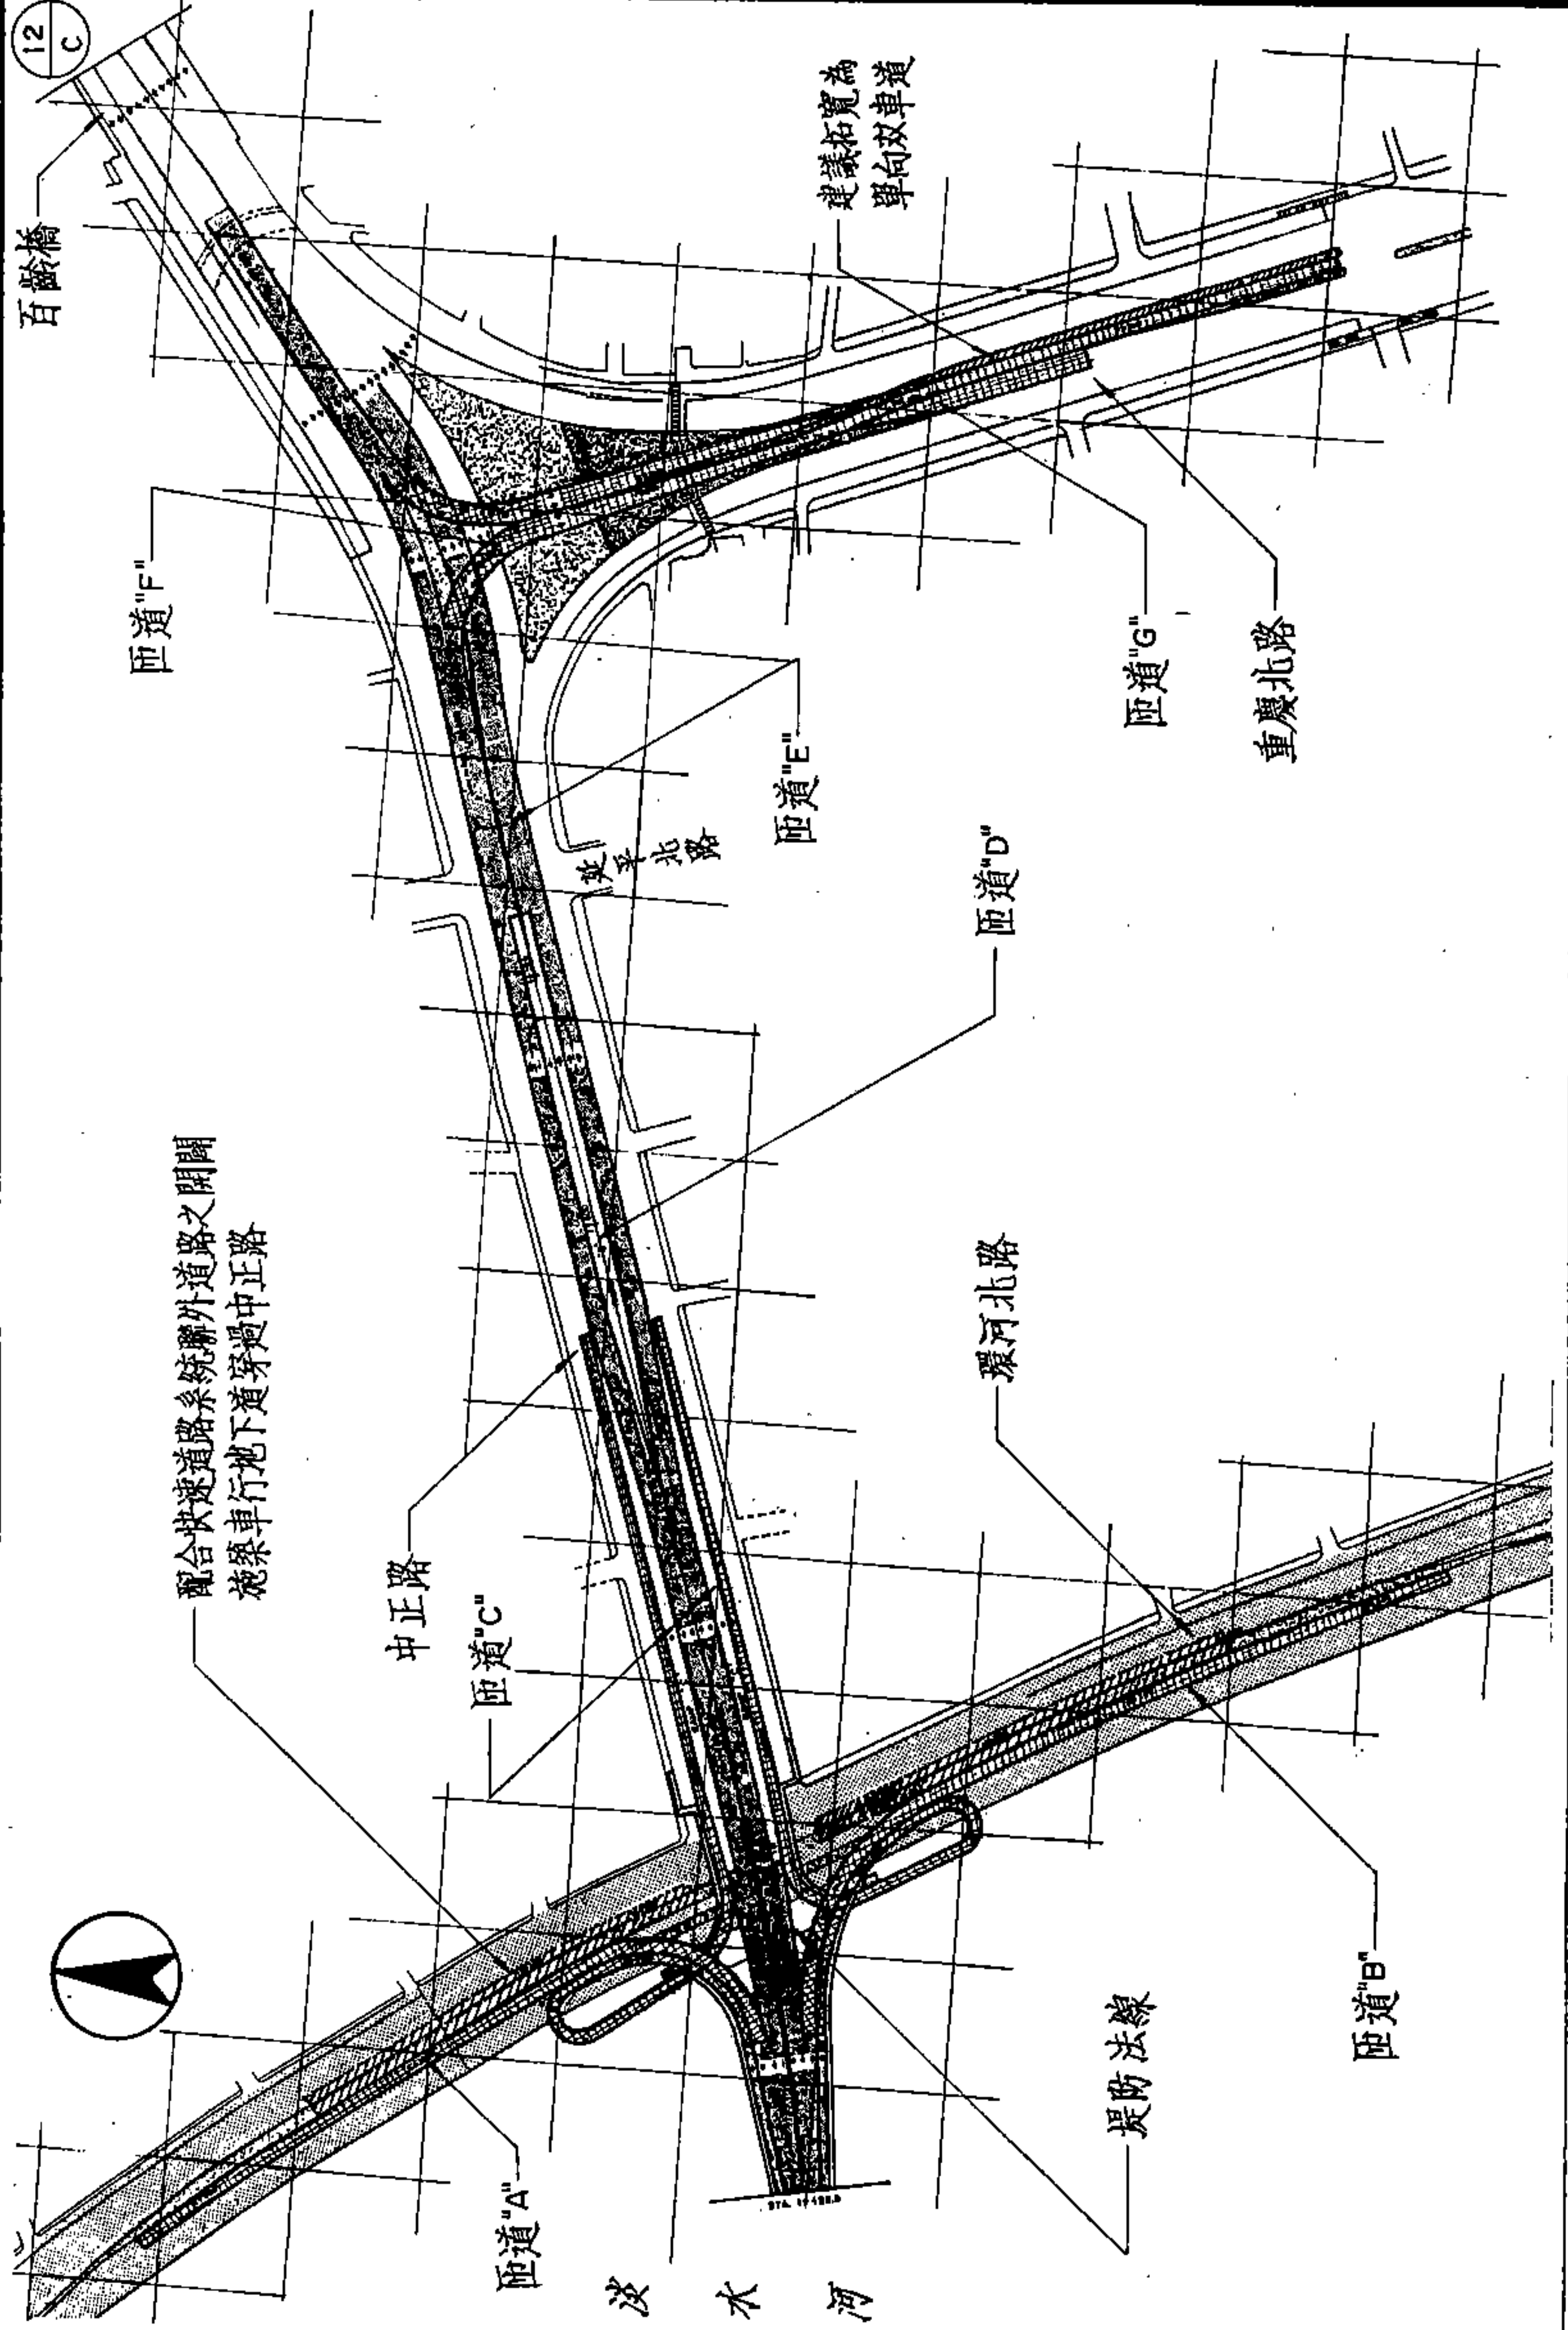 12
C
百齡橋
建議拓寬為
單向双車道
匝道"F"
匝道"G"
重慶北路
匝道"E"
延平北路
匝道"D"
配合快速道路系統聯外道路之開闢
施築車行地下道穿過中正路
中正路
環河北路
匝道"C"
匝道"B"
堤防法線
匝道"A"
淡水河